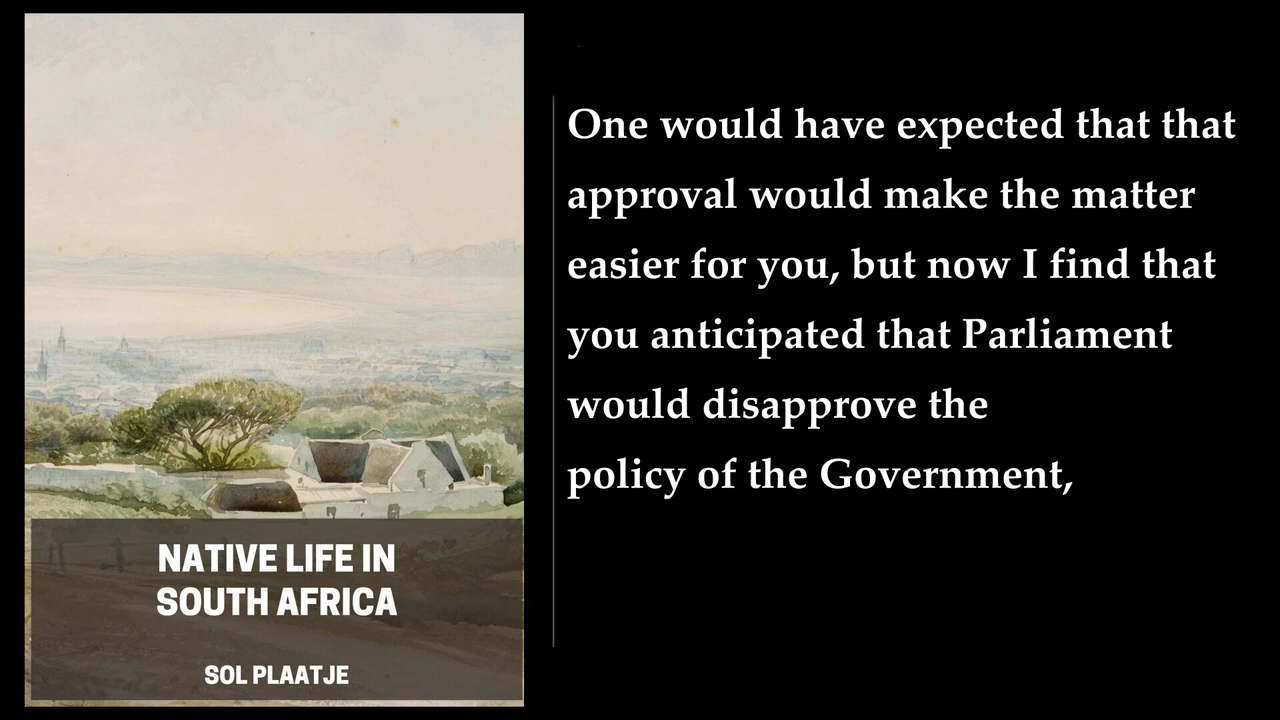 NATIVE LIFE IN
SOUTH AFRICA
SOL PLAATJE
One would have expected that that
approval would make the matter
easier for you, but now I find that
you anticipated that Parliament
would disapprove the
policy of the Government,